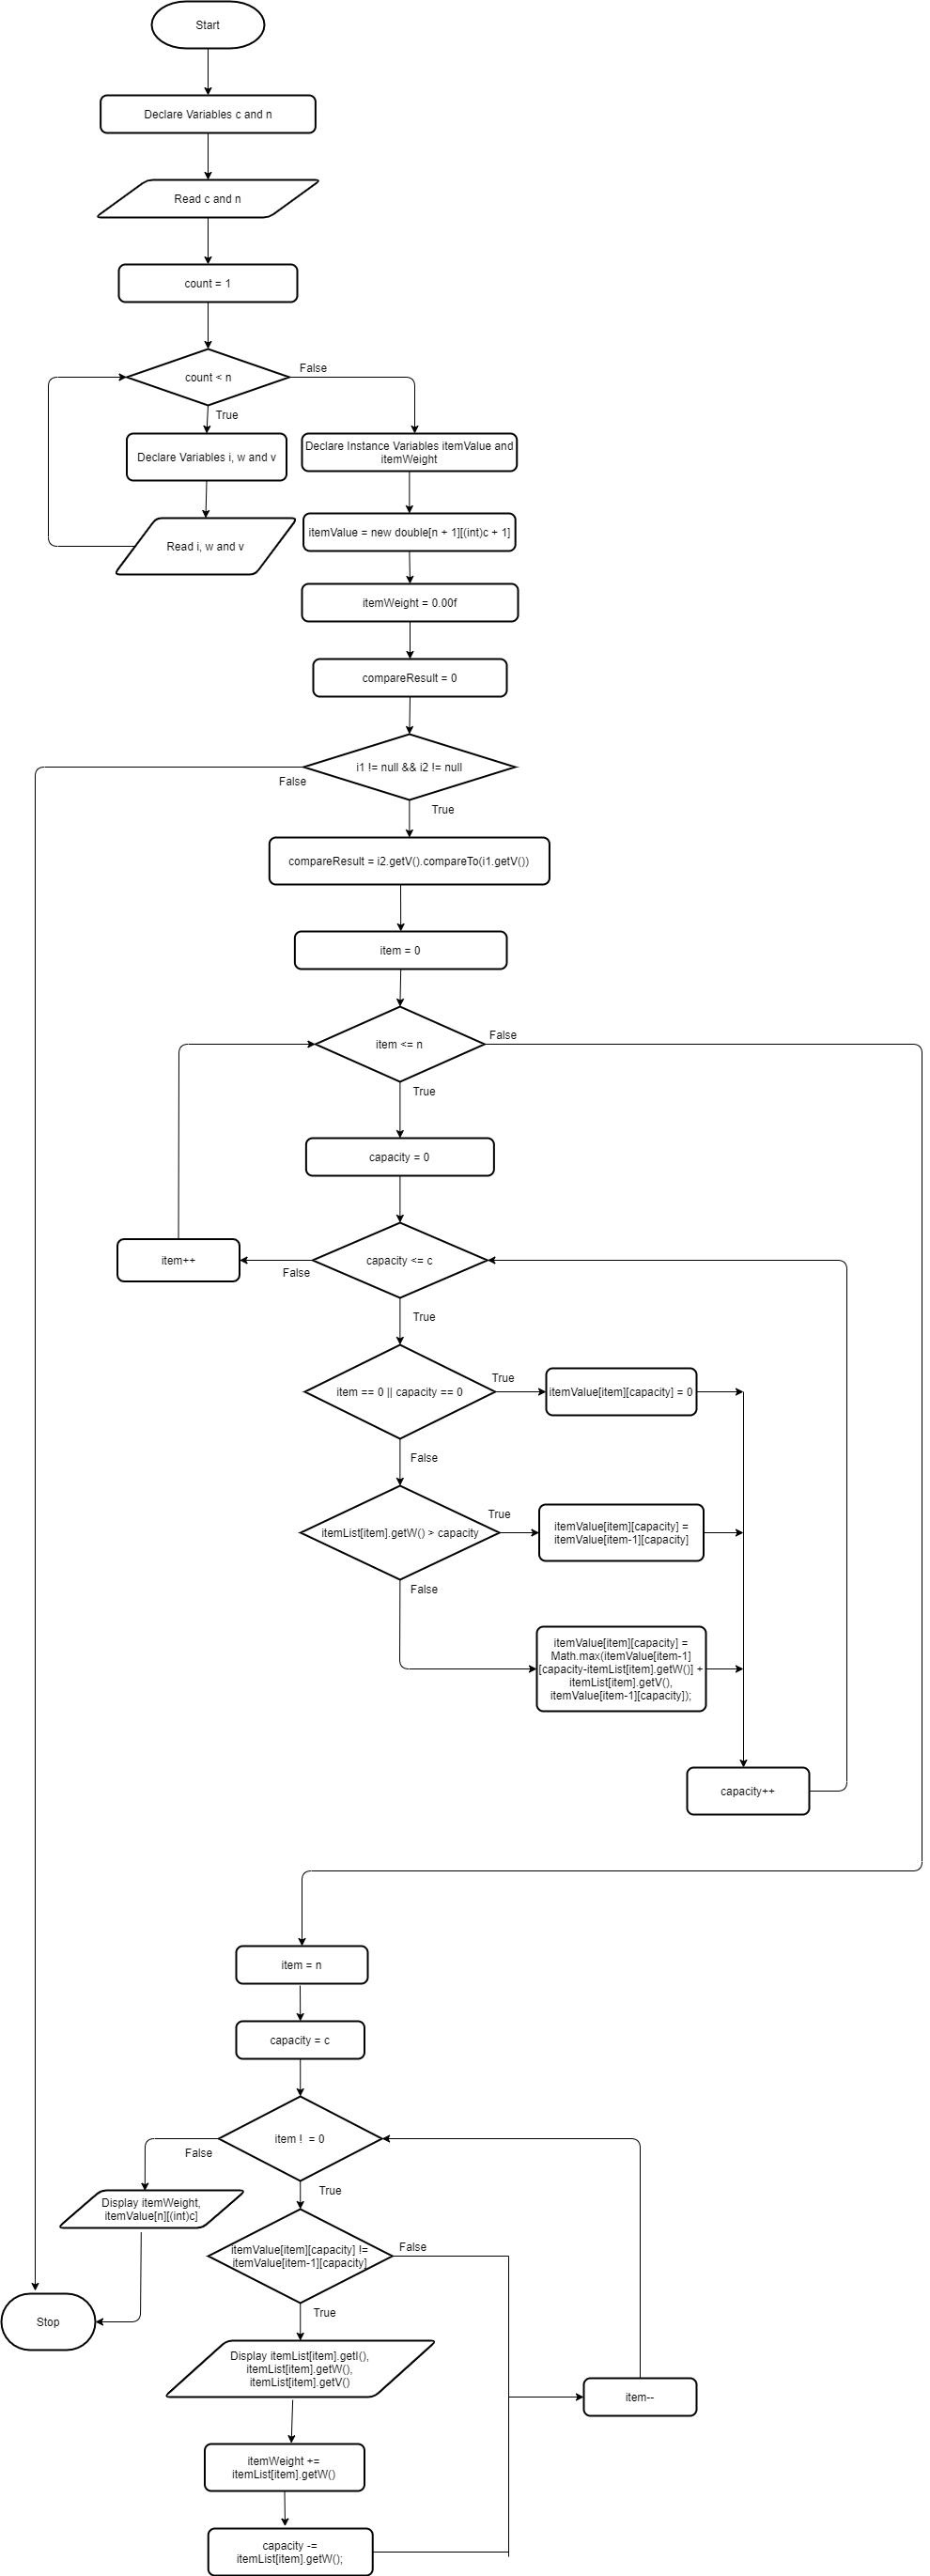 Start
Declare Variables c and n
Read c and n
count = 1
count < n
False
True
Declare Variables i, w and v
Read i, w and v
Declare Instance Variables itemValue and
itemWeight
itemValue = new double[n + 1][(int)c + 1]
itemWeight = 0.00f
compareResult = 0
i1 != null && i2 != null
False
True
compareResult = i2.getV().compareTo(i1.getV())
item = 0
item <= n
False
True
capacity = 0
capacity <= c
False
item++
True
item == 0 || capacity == 0
True
itemValue[item][capacity] = 0
False
itemList[item].getW() > capacity
True
itemValue[item][capacity] =
itemValue[item-1][capacity]
False
itemValue[item][capacity] =
Math.max(itemValue[item-1]
[capacity-itemList[item].getW()] +
itemList[item].getV(),
itemValue[item-1][capacity]);
capacity++
item = n
capacity = c
item ! = 0
False
True
Display itemWeight,
itemValue[n][(int)c]
itemValue[item][capacity] !=
itemValue[item-1][capacity]
False
True
Stop
Display itemList[item].getI(),
itemList[item].getW(),
itemList[item].getV()
item--
itemWeight +=
itemList[item].getW()
capacity -=
itemList[item].getW();